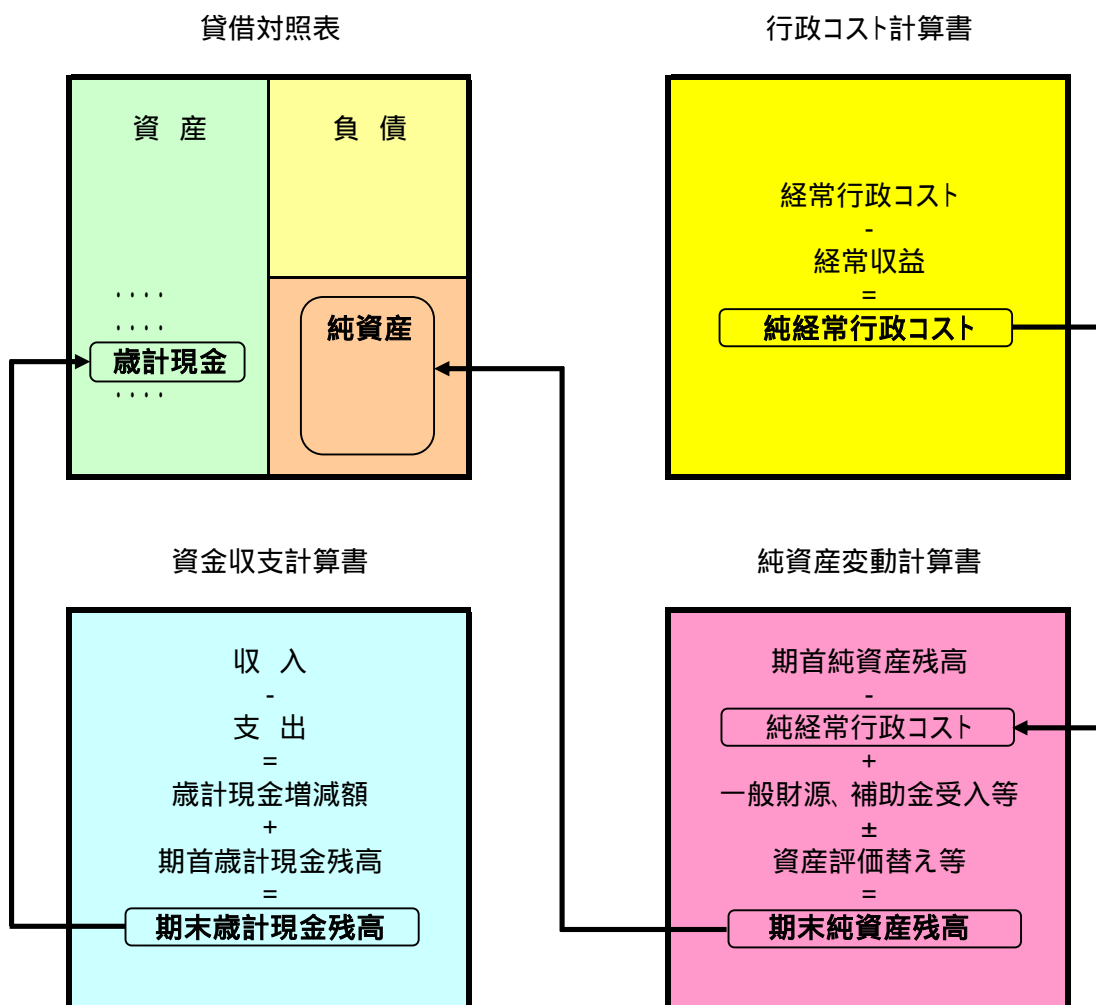 貸借対照表
資 産
負 債
‥‥
‥‥
歳計現金
‥‥
純資産
行政コスト計算書
経常行政コスト
-
経常収益
=
純経常行政コスト
資金収支計算書
収 入
-
支 出
=
歳計現金増減額
+
期首歳計現金残高
=
期末歳計現金残高
純資産変動計算書
期首純資産残高
-
純経常行政コスト
+
一般財源、補助金受入等
±
資産評価替え等
=
期末純資産残高